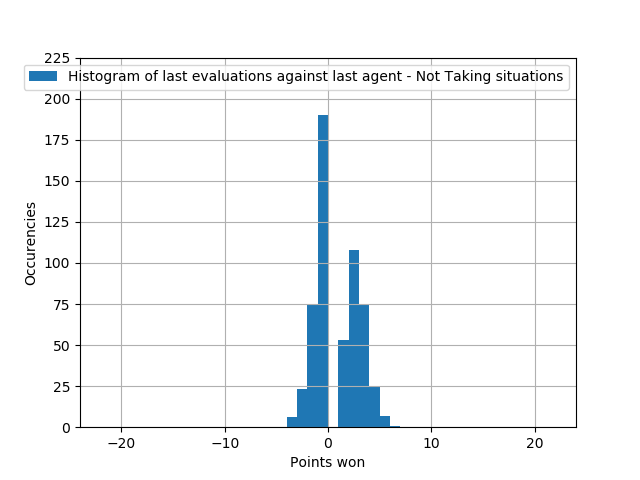 225
Histogram of last evaluations against last agent - Not Taking situations
200
175
150
125
100
75
50
25
0
Occurencies
−20 −10 0 10 20
Points won